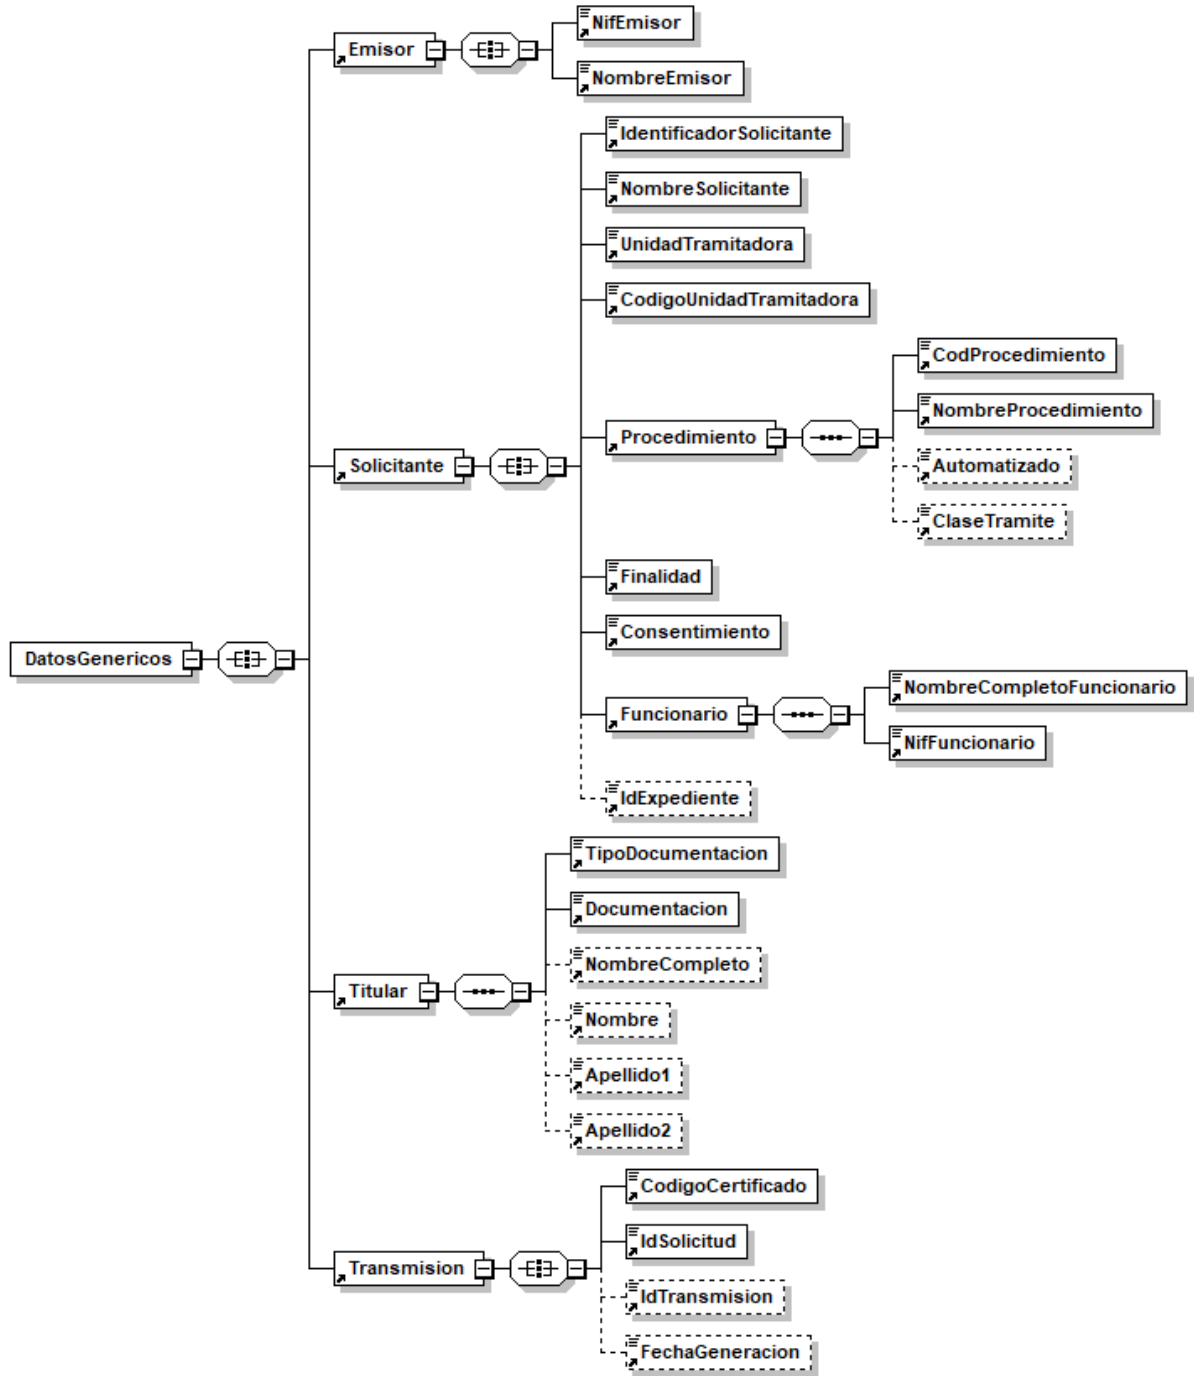 NifEmisor
Emisor
NombreEmisor
IdentificadorSolicitante
NombreSolicitante
UnidadTramitadora
CodigoUnidadTramitadora
CodProcedimiento
NombreProcedimiento
Procedimiento
Automatizado
Solicitante
ClaseTramite
Finalidad
Consentimiento
DatosGenericos
NombreCompletoFuncionario
Funcionario
NifFuncionario
IdExpediente
TipoDocumentacion
Documentacion
NombreCompleto
Titular
Nombre
Apellido1
Apellido2
CodigoCertificado
IdSolicitud
Transmision
IdTransmision
FechaGeneracion